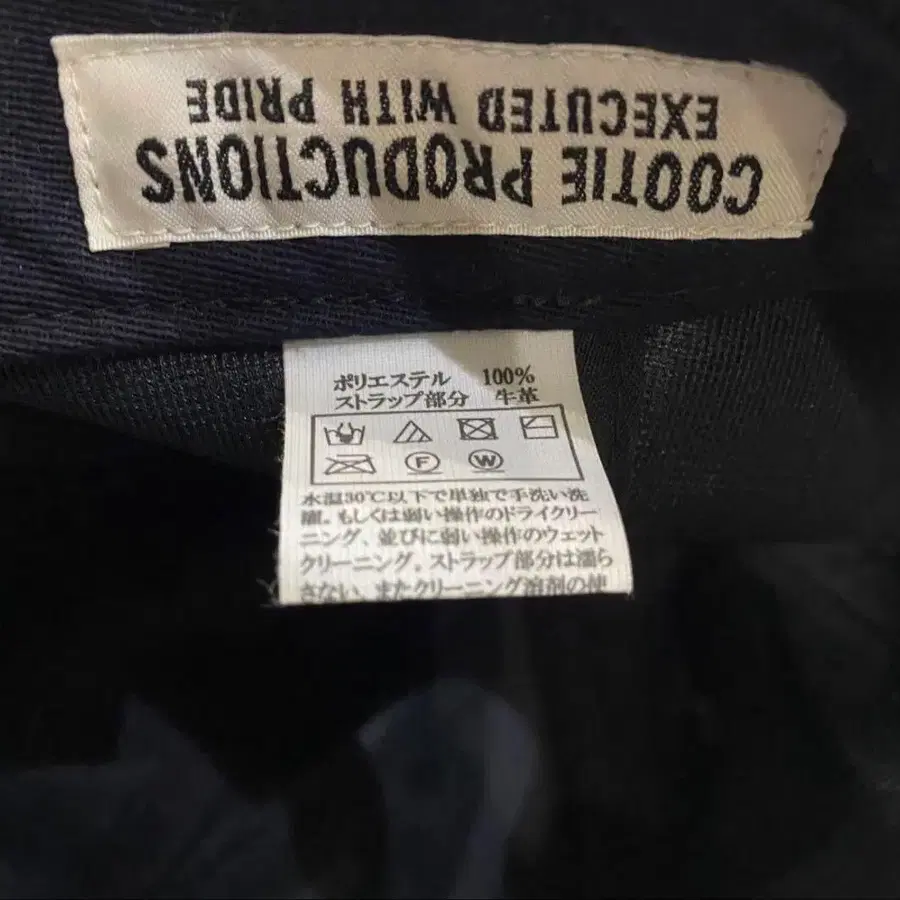 COOTIE PRODUCTIONS
EXECUTED WITH PRIDE
ポリエステル 100%
ストラップ部分 牛革
F W
水温30℃以下で単独で手洗い洗
濯。もしくは弱い操作のドライクリー
ニング、並びに弱い操作のウェット
クリーニング。ストラップ部分は濡ら
さない、またクリーニング溶剤の使